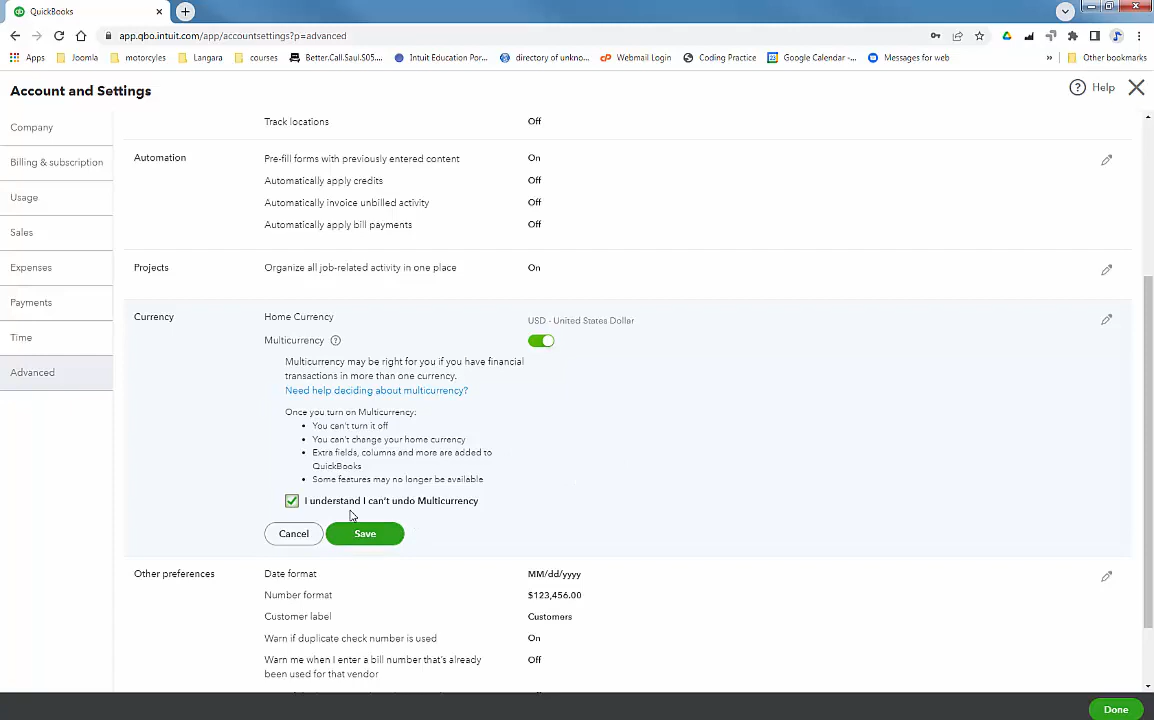 QuickBooks
app.qbo.intuit.com/app/accountsettings?p=advanced
Apps Joomla motorcyles Langara courses Better.Call.Saul.S05.... Intuit Education Por... directory of unkno... Webmail Login Coding Practice Google Calendar -... Messages for web » Other bookmarks
Account and Settings
? Help
Company
Billing & subscription
Usage
Sales
Expenses
Payments
Time
Advanced
Track locations Off
Automation Pre-fill forms with previously entered content On
Automatically apply credits Off
Automatically invoice unbilled activity Off
Automatically apply bill payments Off
Projects Organize all job-related activity in one place On
Currency Home Currency USD - United States Dollar
Multicurrency ?
Multicurrency may be right for you if you have financial
transactions in more than one currency.
Need help deciding about multicurrency?
Once you turn on Multicurrency:
• You can't turn it off
• You can't change your home currency
• Extra fields, columns and more are added to
QuickBooks
• Some features may no longer be available
I understand I can't undo Multicurrency
Cancel Save
Other preferences Date format MM/dd/yyyy
Number format $123,456.00
Customer label Customers
Warn if duplicate check number is used On
Warn me when I enter a bill number that's already Off
been used for that vendor
Done